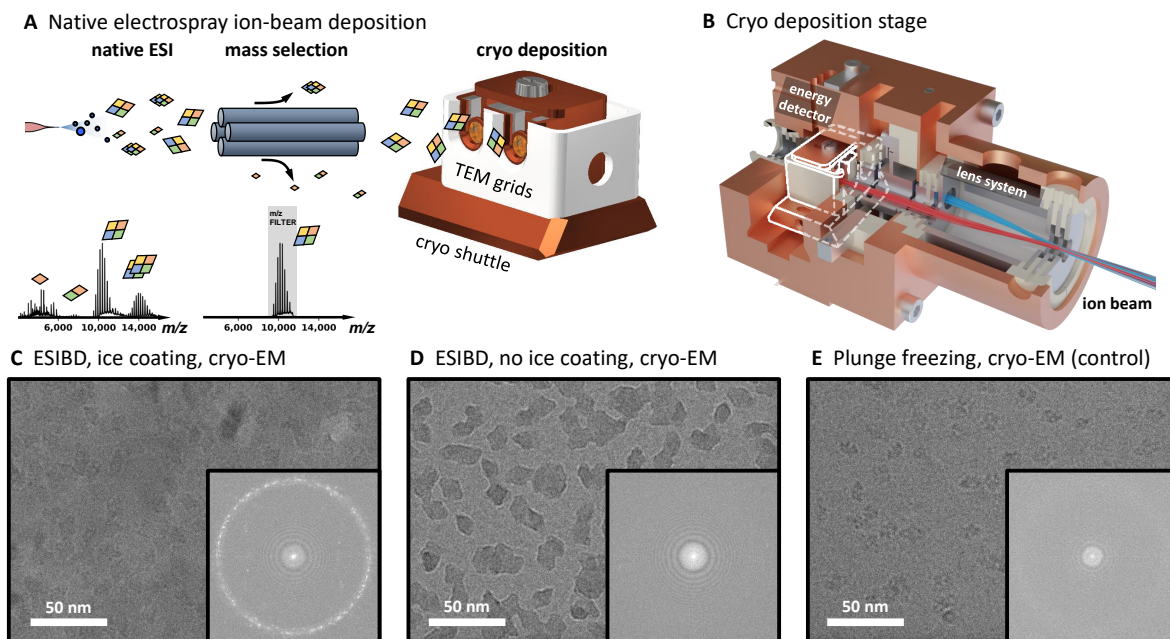 A Native electrospray ion-beam deposition
native ESI
mass selection
cryo deposition
TEM grids
cryo shuttle
m/z
FILTER
6,000 10,000 14,000 m/z
6,000 10,000 14,000 m/z
B Cryo deposition stage
energy
detector
lens system
ion beam
C ESIBD, ice coating, cryo-EM
50 nm
D ESIBD, no ice coating, cryo-EM
50 nm
E Plunge freezing, cryo-EM (control)
50 nm